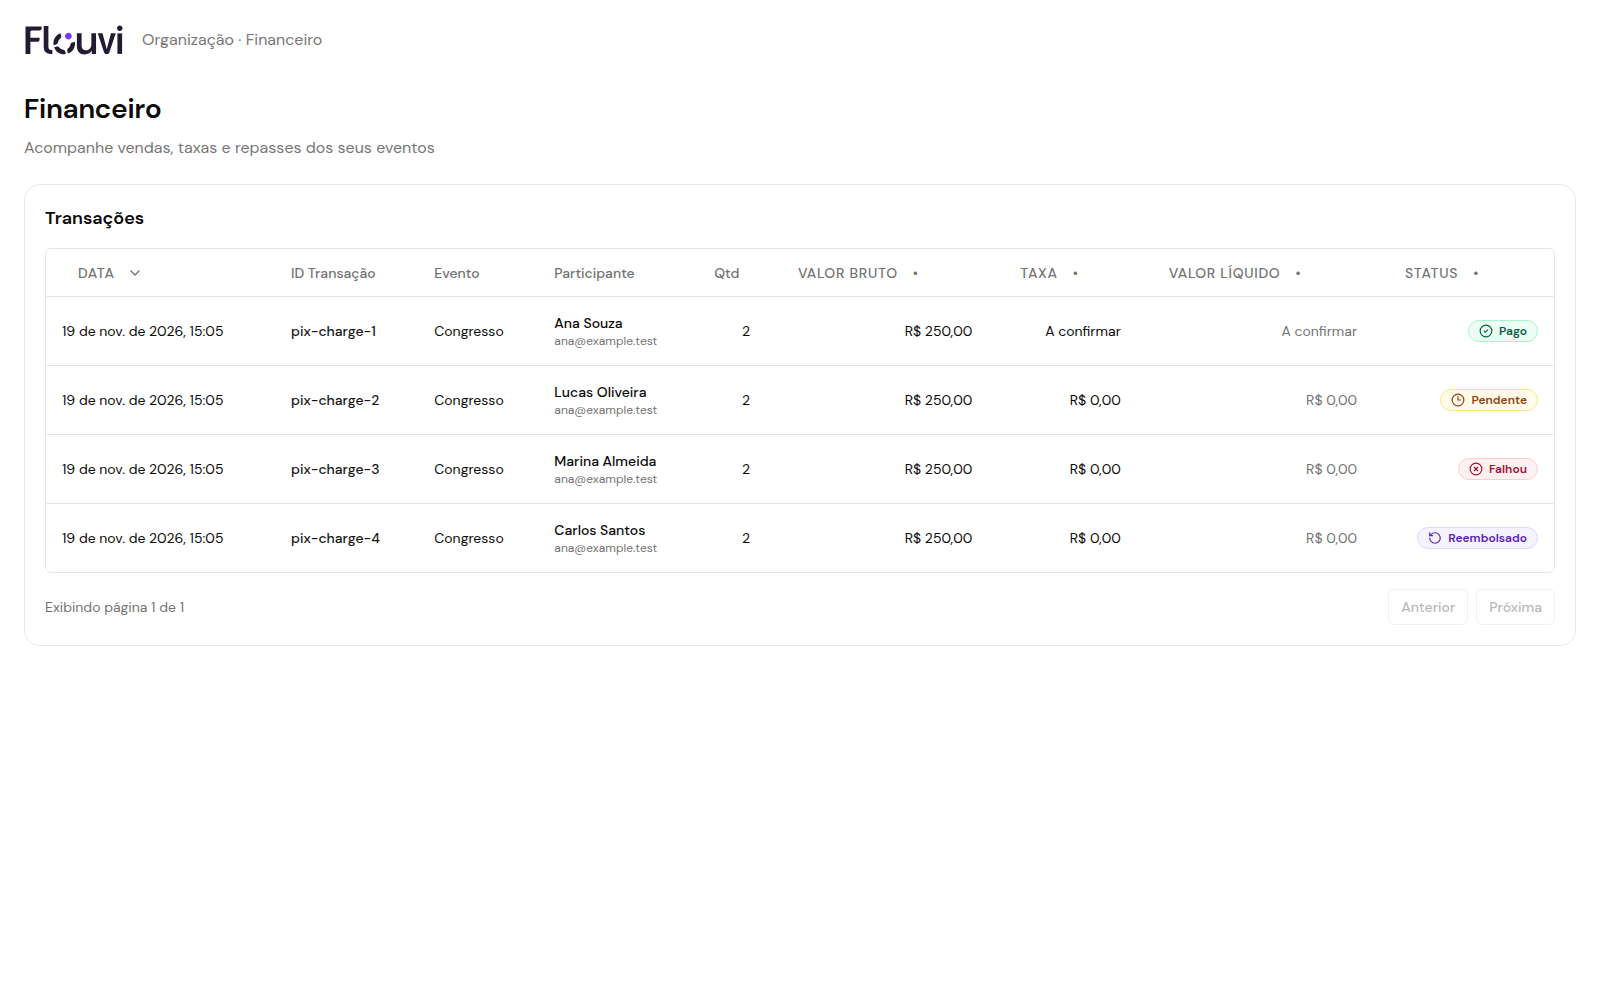 Flouvi Organização · Financeiro
Financeiro
Acompanhe vendas, taxas e repasses dos seus eventos
Transações
DATA ID Transação Evento Participante Qtd VALOR BRUTO • TAXA • VALOR LÍQUIDO • STATUS •
19 de nov. de 2026, 15:05 pix-charge-1 Congresso Ana Souza 2 R$ 250,00 A confirmar A confirmar Pago
ana@example.test
19 de nov. de 2026, 15:05 pix-charge-2 Congresso Lucas Oliveira 2 R$ 250,00 R$ 0,00 R$ 0,00 Pendente
ana@example.test
19 de nov. de 2026, 15:05 pix-charge-3 Congresso Marina Almeida 2 R$ 250,00 R$ 0,00 R$ 0,00 Falhou
ana@example.test
19 de nov. de 2026, 15:05 pix-charge-4 Congresso Carlos Santos 2 R$ 250,00 R$ 0,00 R$ 0,00 Reembolsado
ana@example.test
Exibindo página 1 de 1 Anterior Próxima